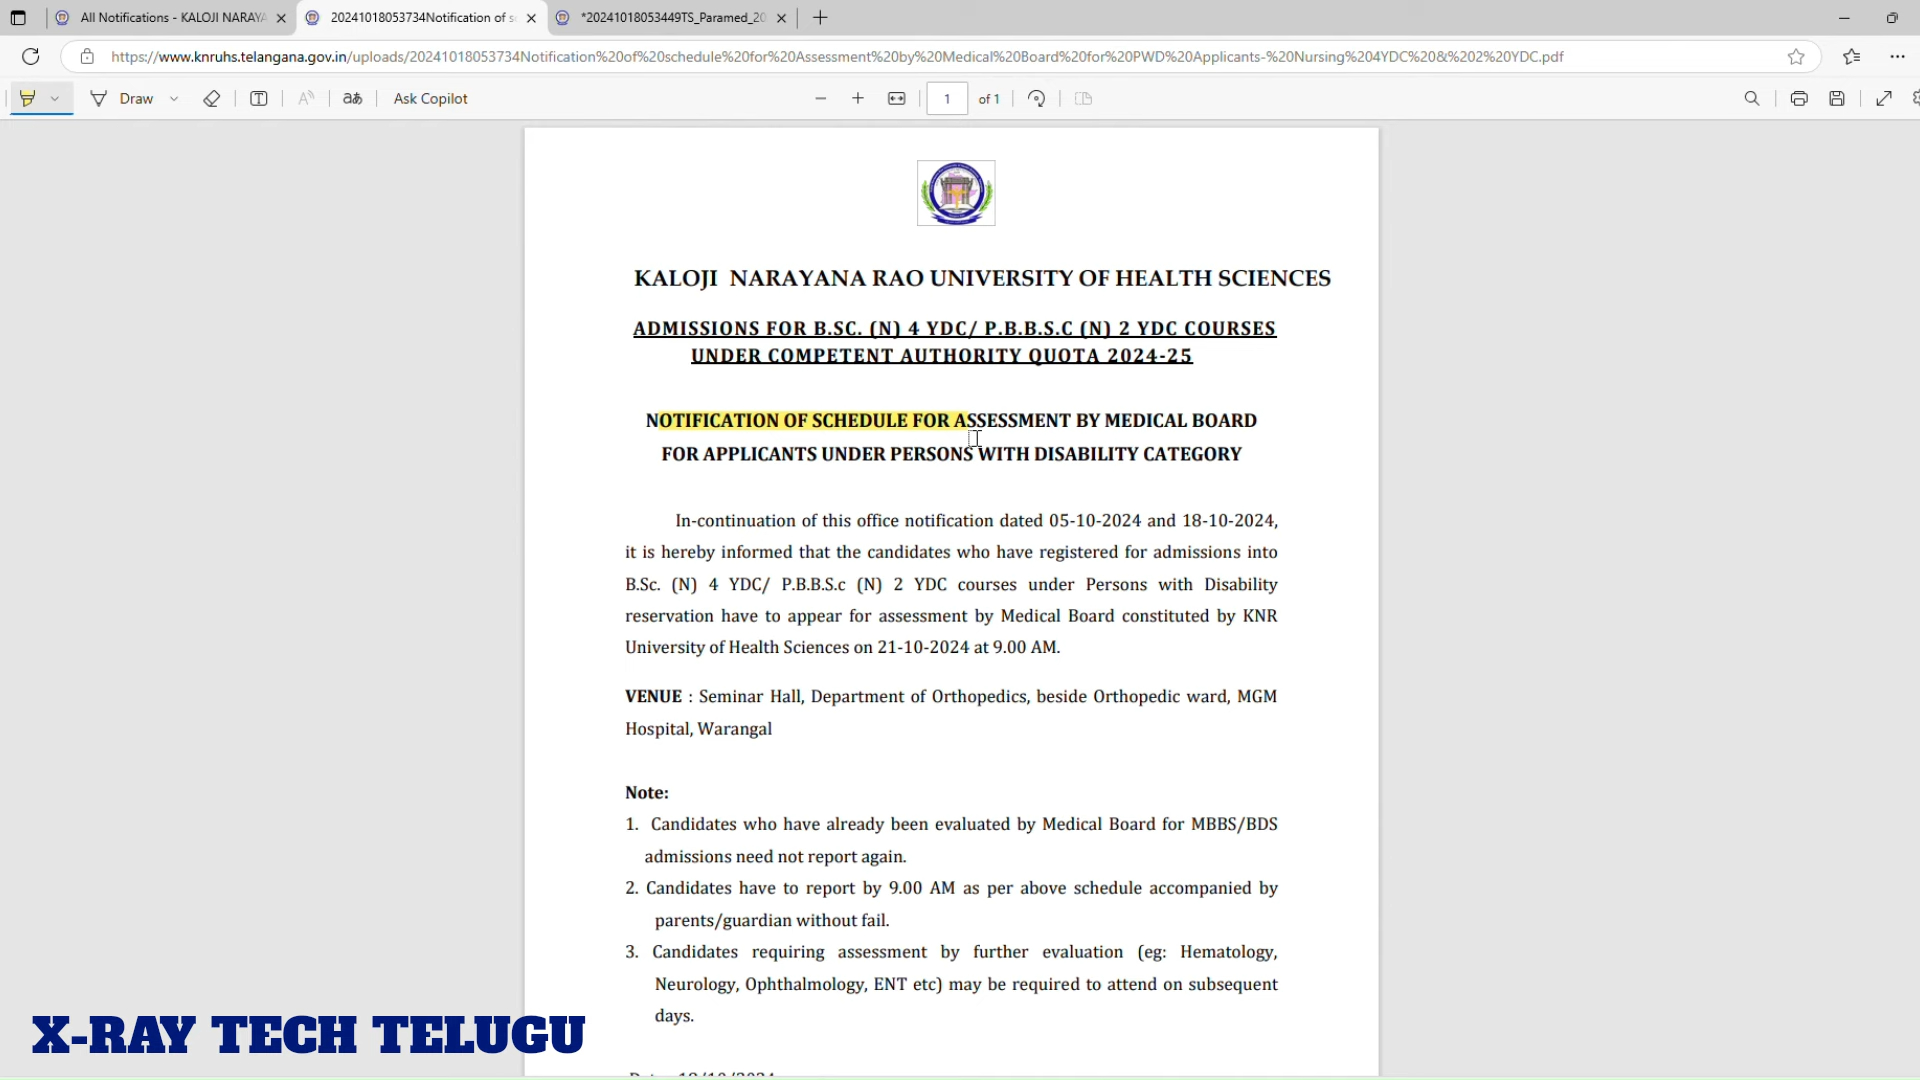 All Notifications - KALOJI NARAYA
20241018053734Notification of sc
*20241018053449TS_Paramed_20
https://www.knruhs.telangana.gov.in/uploads/20241018053734Notification%20of%20schedule%20for%20Assessment%20by%20Medical%20Board%20for%20PWD%20Applicants-%20Nursing%204YDC%20&%202%20YDC.pdf
Draw
Ask Copilot
1 of 1
KALOJI NARAYANA RAO UNIVERSITY OF HEALTH SCIENCES
ADMISSIONS FOR B.SC. (N) 4 YDC/ P.B.B.S.C (N) 2 YDC COURSES
UNDER COMPETENT AUTHORITY QUOTA 2024-25
NOTIFICATION OF SCHEDULE FOR ASSESSMENT BY MEDICAL BOARD
FOR APPLICANTS UNDER PERSONS WITH DISABILITY CATEGORY
In-continuation of this office notification dated 05-10-2024 and 18-10-2024,
it is hereby informed that the candidates who have registered for admissions into
B.Sc. (N) 4 YDC/ P.B.B.S.c (N) 2 YDC courses under Persons with Disability
reservation have to appear for assessment by Medical Board constituted by KNR
University of Health Sciences on 21-10-2024 at 9.00 AM.
VENUE : Seminar Hall, Department of Orthopedics, beside Orthopedic ward, MGM
Hospital, Warangal
Note:
1. Candidates who have already been evaluated by Medical Board for MBBS/BDS
admissions need not report again.
2. Candidates have to report by 9.00 AM as per above schedule accompanied by
parents/guardian without fail.
3. Candidates requiring assessment by further evaluation (eg: Hematology,
Neurology, Ophthalmology, ENT etc) may be required to attend on subsequent
days.
X-RAY TECH TELUGU